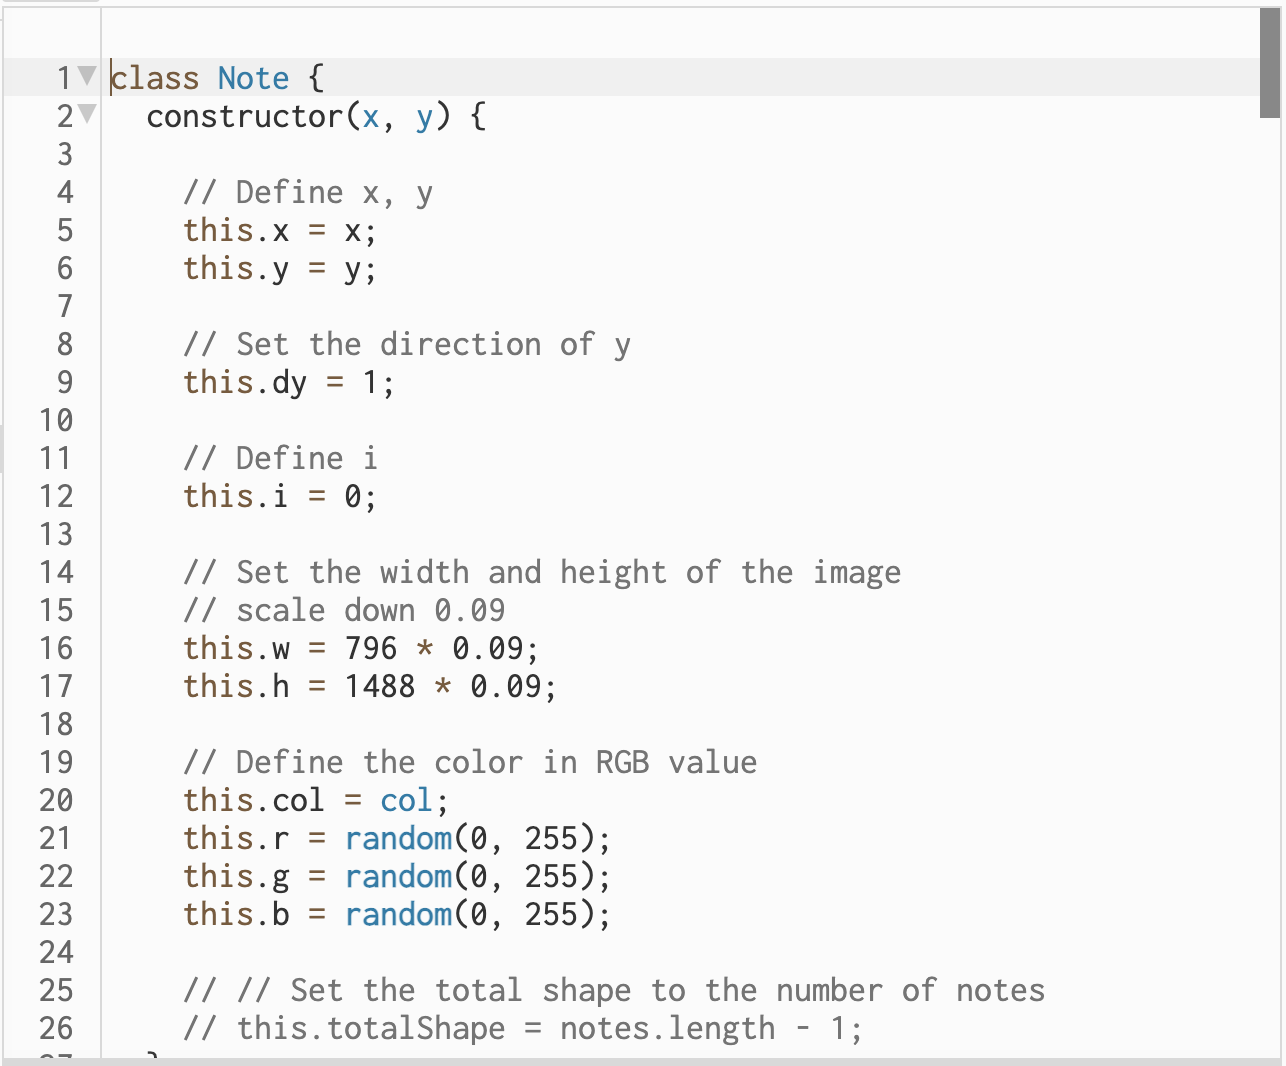 1 class Note {
2 constructor(x, y) {
3
4 // Define x, y
5 this.x = x;
6 this.y = y;
7
8 // Set the direction of y
9 this.dy = 1;
10
11 // Define i
12 this.i = 0;
13
14 // Set the width and height of the image
15 // scale down 0.09
16 this.w = 796 * 0.09;
17 this.h = 1488 * 0.09;
18
19 // Define the color in RGB value
20 this.col = col;
21 this.r = random(0, 255);
22 this.g = random(0, 255);
23 this.b = random(0, 255);
24
25 // // Set the total shape to the number of notes
26 // this.totalShape = notes.length - 1;